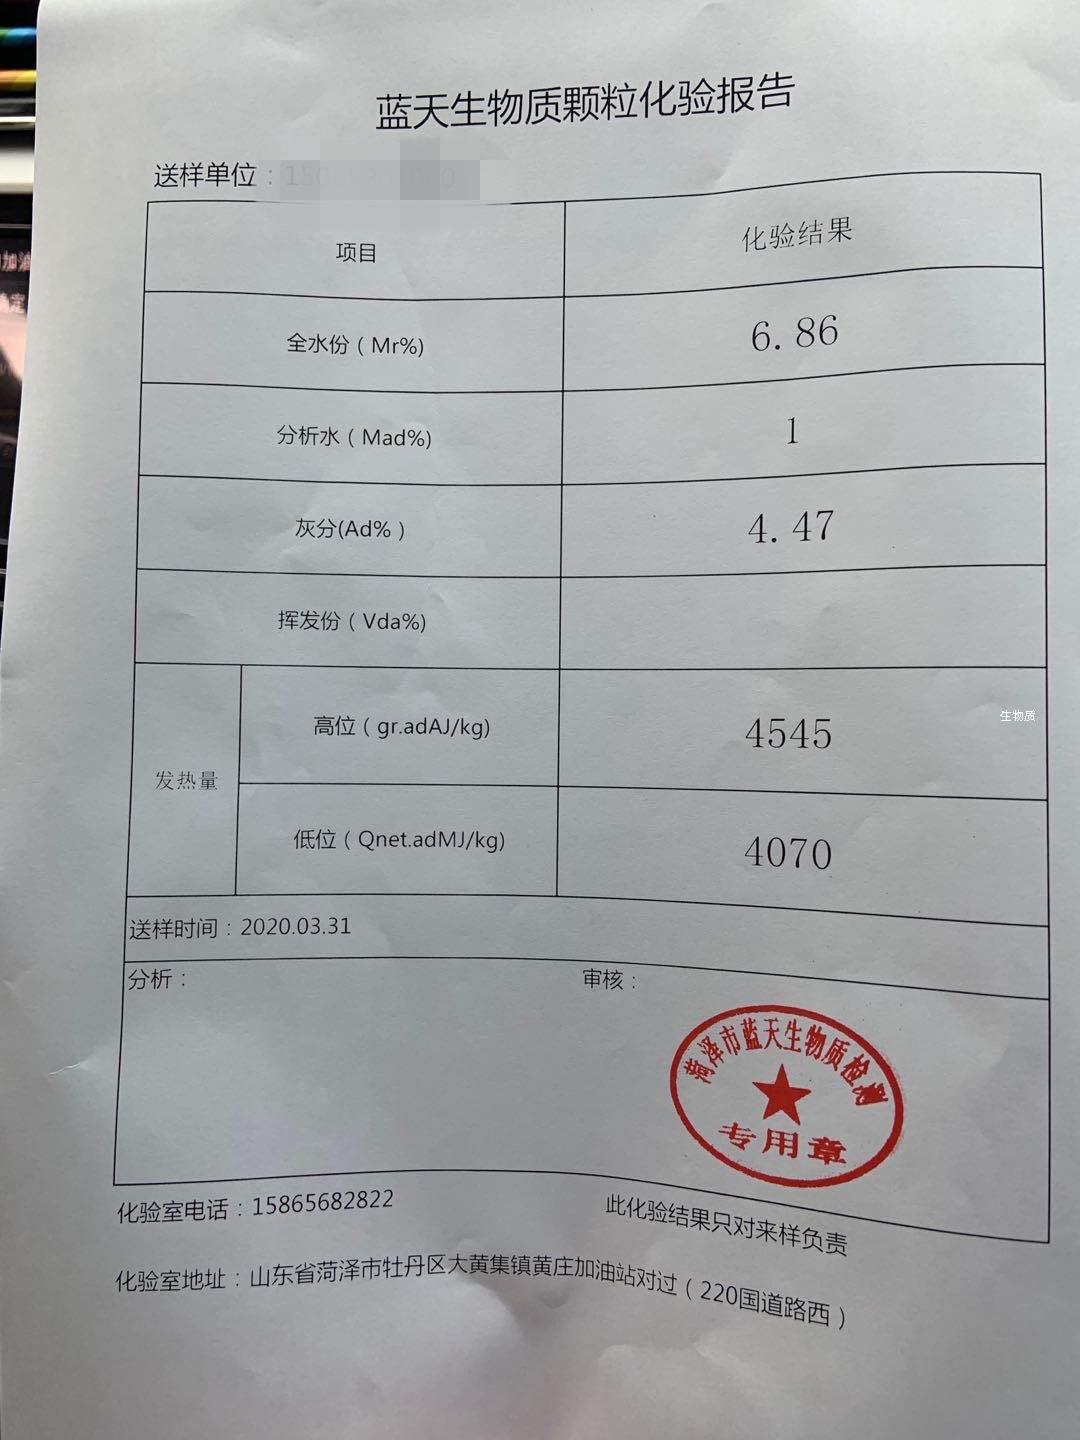 蓝天生物质颗粒化验报告
送样单位：
项目
化验结果
全水份（Mr%)
6.86
分析水（Mad%)
1
灰分(Ad%）
4.47
挥发份（Vda%)
发热量
高位（gr.adAJ/kg)
4545
生物质
低位（Qnet.adMJ/kg)
4070
送样时间：2020.03.31
分析：
审核：
菏泽市蓝天生物质检测
专用章
化验室电话：15865682822
此化验结果只对来样负责
化验室地址：山东省菏泽市牡丹区大黄集镇黄庄加油站对过（220国道路西）